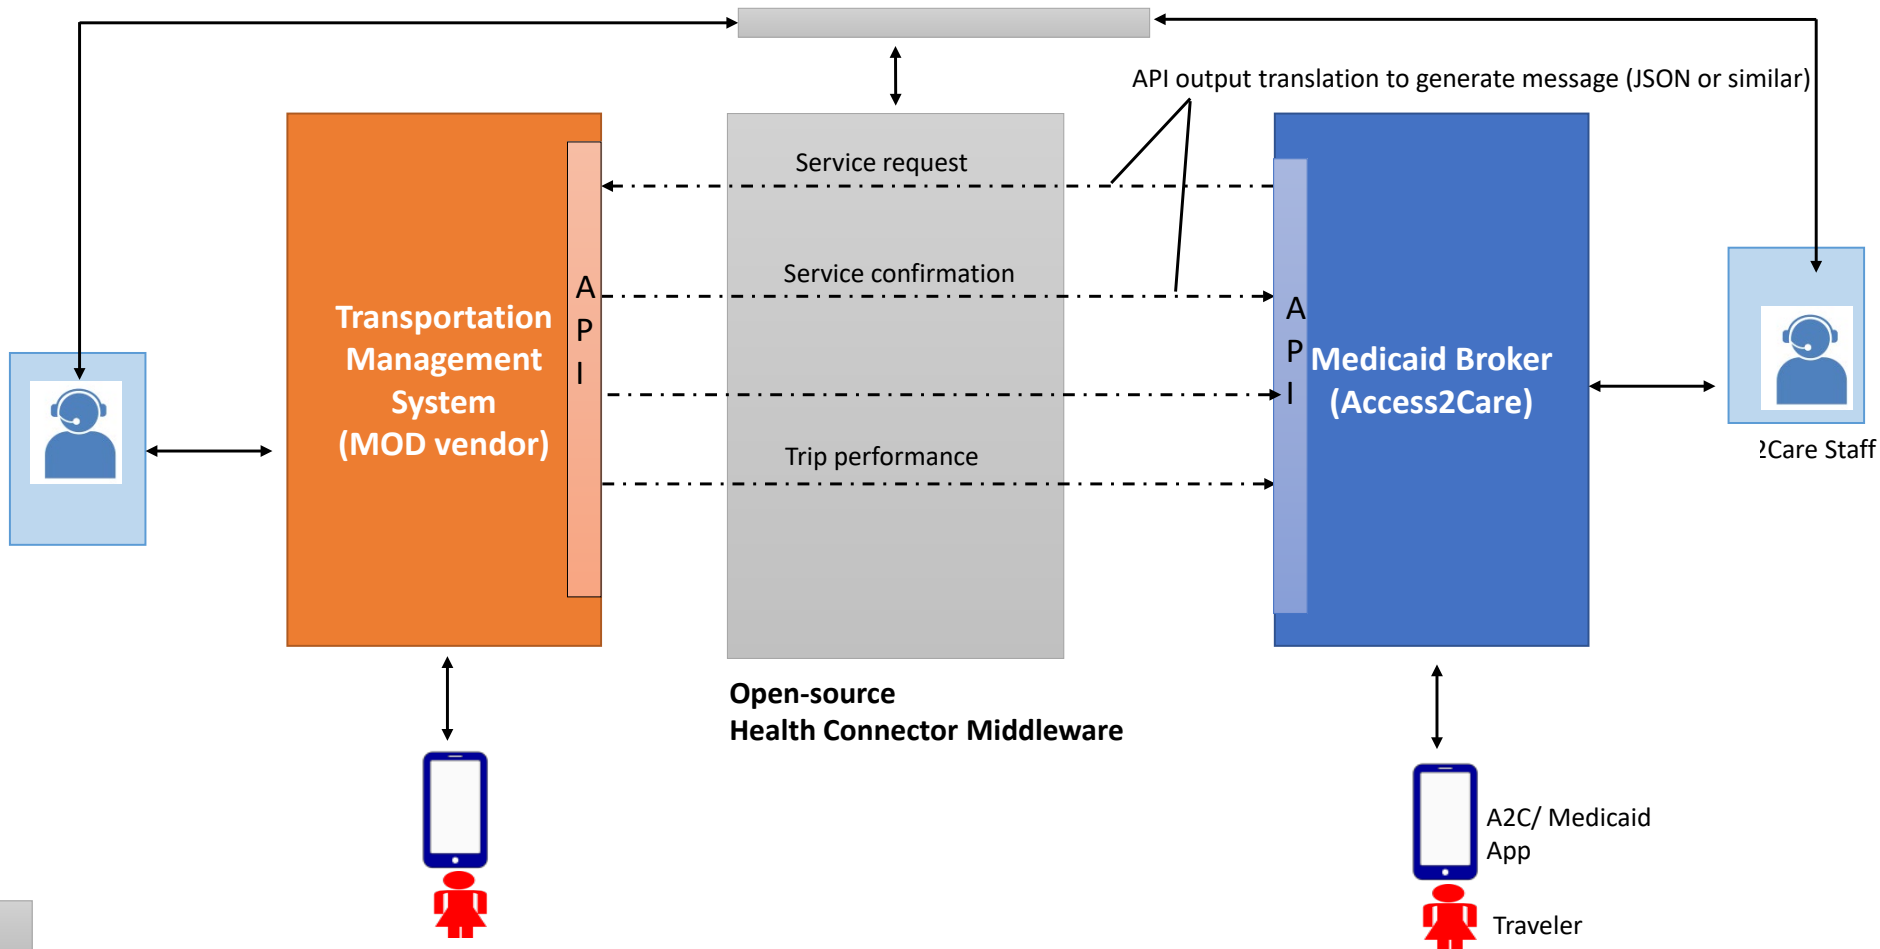 API output translation to generate message (JSON or similar)
Service request
Service confirmation
Trip performance
A
P
I
Transportation
Management
System
(MOD vendor)
A
P
I
Medicaid Broker
(Access2Care)
2Care Staff
Open-source
Health Connector Middleware
A2C/ Medicaid
App
Traveler